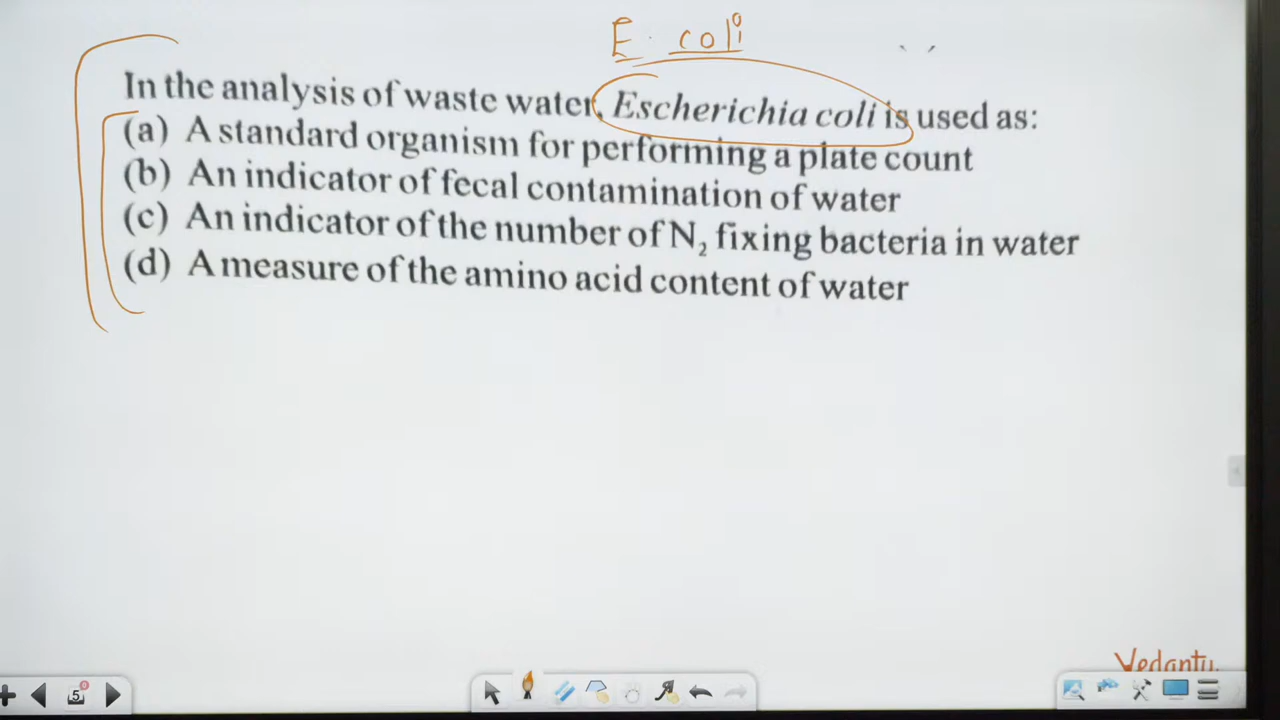 E. coli
In the analysis of waste water, Escherichia coli is used as:
(a) A standard organism for performing a plate count
(b) An indicator of fecal contamination of water
(c) An indicator of the number of N₂ fixing bacteria in water
(d) A measure of the amino acid content of water
Vedantu
5